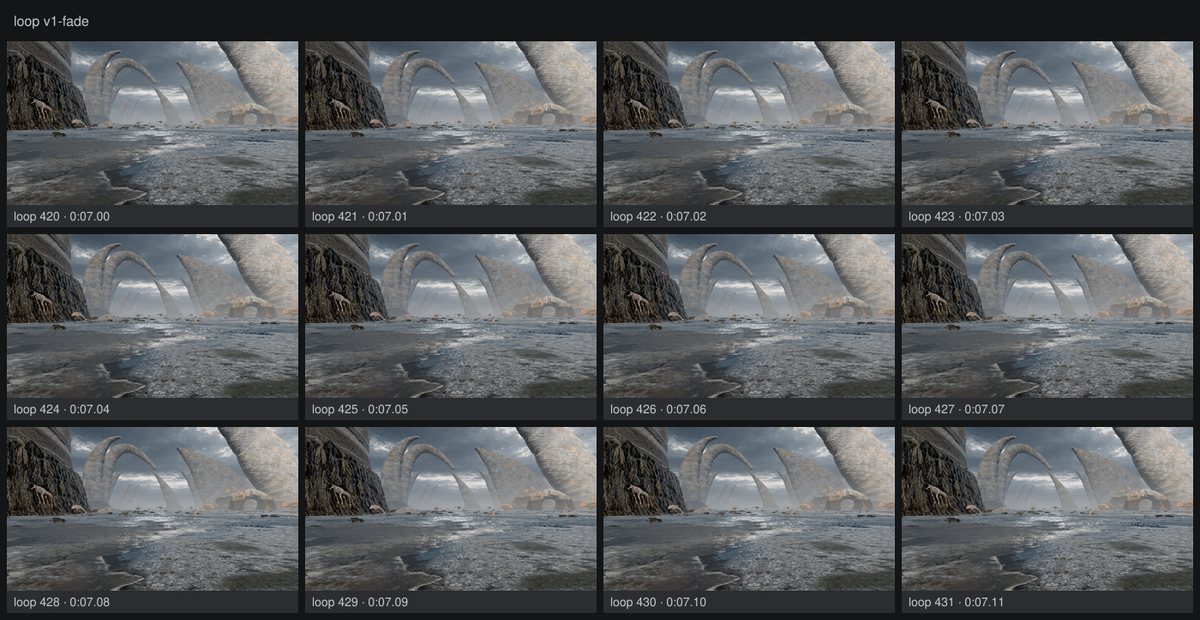 loop v1-fade
loop 420 · 0:07.00
loop 421 · 0:07.01
loop 422 · 0:07.02
loop 423 · 0:07.03
loop 424 · 0:07.04
loop 425 · 0:07.05
loop 426 · 0:07.06
loop 427 · 0:07.07
loop 428 · 0:07.08
loop 429 · 0:07.09
loop 430 · 0:07.10
loop 431 · 0:07.11